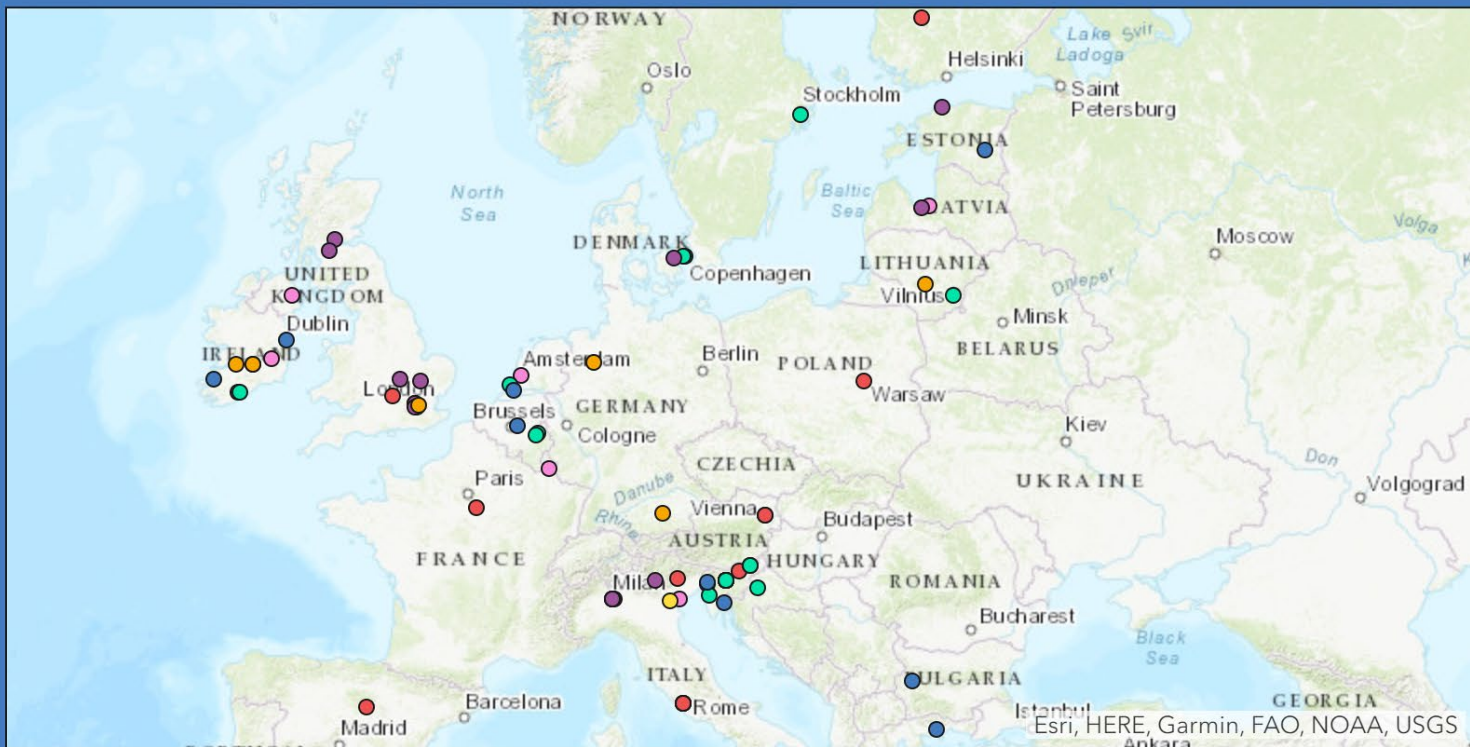 NORWAY
Lake Svir
Ladoga
Helsinki
Oslo
Saint
Petersburg
Stockholm
ESTONIA
North
Sea
Baltic
Sea
ATVIA
Volga
Moscow
DENMARK
Copenhagen
LITHUANIA
UNITED
KINGDOM
Vilnius
Dnieper
Minsk
Dublin
BELARUS
IRELAND
Amsterdam
Berlin
POLAND
London
Warsaw
Brussels
GERMANY
Cologne
Kiev
CZECHIA
Don
Paris
UKRAINE
Volgograd
Danube
Rhine
Vienna
Budapest
AUSTRIA
FRANCE
HUNGARY
Milan
ROMANIA
Bucharest
Black
Sea
ITALY
ULGARIA
Barcelona
Rome
GEORGIA
Madrid
Istanbul
Esri, HERE, Garmin, FAO, NOAA, USGS
Ankara